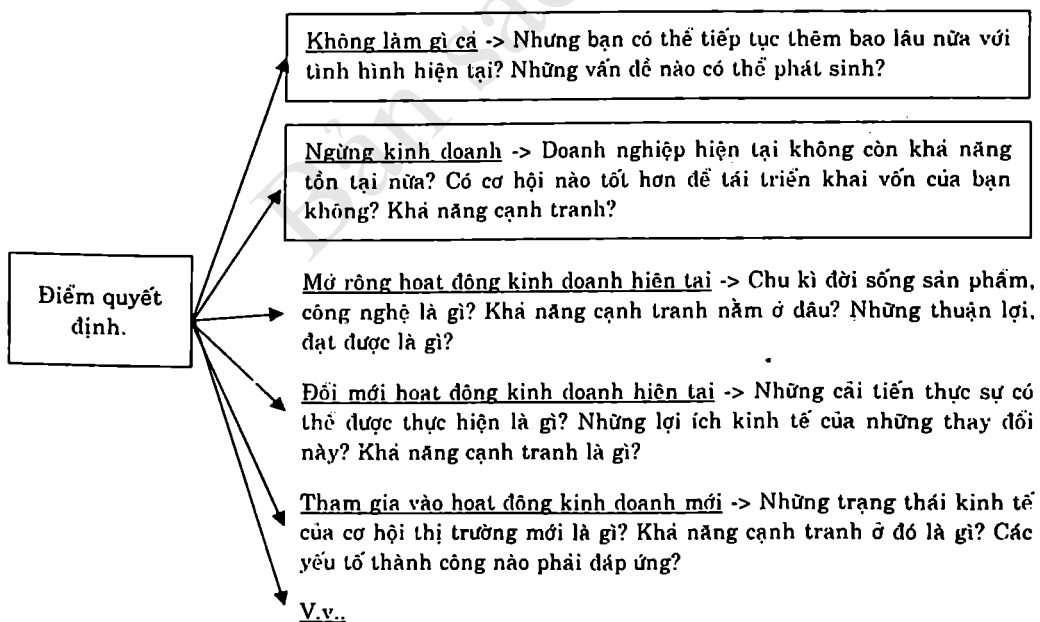 Không làm gì cả -> Nhưng bạn có thể tiếp tục thêm bao lâu nữa với
tình hình hiện tại? Những vấn dề nào có thể phát sinh?
Ngừng kinh doanh -> Doanh nghiệp hiện tại không còn khả năng
tồn tại nữa? Có cơ hội nào tốt hơn để tái triển khai vốn của bạn
không? Khả năng cạnh tranh?
Điểm quyết
định.
Mở rộng hoạt động kinh doanh hiện tại -> Chu kì đời sống sản phẩm,
công nghệ là gì? Khả năng cạnh tranh nằm ở dâu? Những thuận lợi,
đạt dược là gì?
Đổi mới hoạt động kinh doanh hiện tại -> Những cải tiến thực sự có
thể được thực hiện là gì? Những lợi ích kinh tế của những thay đổi
này? Khả năng cạnh tranh là gì?
Tham gia vào hoạt động kinh doanh mới -> Những trạng thái kinh tế
của cơ hội thị trường mới là gì? Khả năng cạnh tranh ở đó là gì? Các
yếu tố thành công nào phải dáp ứng?
V.v..